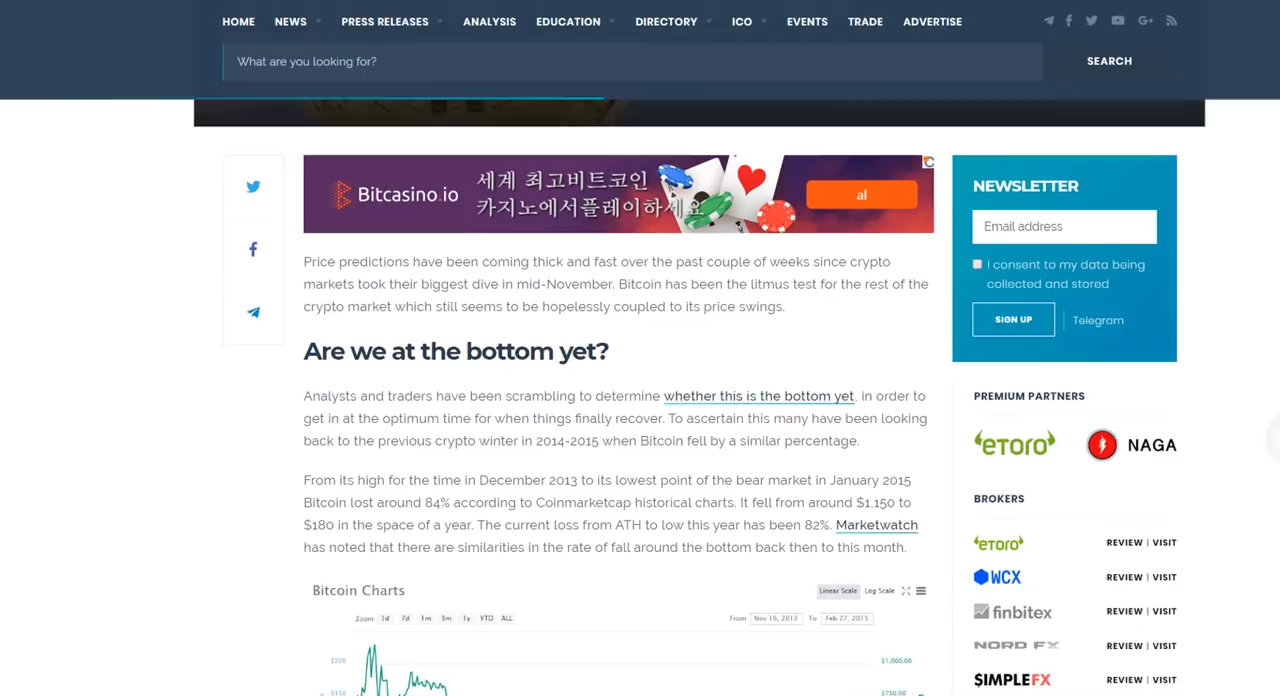 HOME NEWS PRESS RELEASES ANALYSIS EDUCATION DIRECTORY ICO EVENTS TRADE ADVERTISE
What are you looking for? SEARCH
Bitcasino.io
세계 최고비트코인
카지노에서플레이하세요
al
Price predictions have been coming thick and fast over the past couple of weeks since crypto
markets took their biggest dive in mid-November. Bitcoin has been the litmus test for the rest of the
crypto market which still seems to be hopelessly coupled to its price swings.
Are we at the bottom yet?
Analysts and traders have been scrambling to determine whether this is the bottom yet, in order to
get in at the optimum time for when things finally recover. To ascertain this many have been looking
back to the previous crypto winter in 2014-2015 when Bitcoin fell by a similar percentage.
From its high for the time in December 2013 to its lowest point of the bear market in January 2015
Bitcoin lost around 84% according to Coinmarketcap historical charts. It fell from around $1,150 to
$180 in the space of a year. The current loss from ATH to low this year has been 82%. Marketwatch
has noted that there are similarities in the rate of fall around the bottom back then to this month.
Bitcoin Charts
Linear Scale Log Scale
Zoom 1d 7d 1m 3m 1y YTD ALL
From Nov 16, 2013 To Feb 27, 2015
$20B $1,000.00
$15B $750.00
NEWSLETTER
Email address
I consent to my data being
collected and stored
SIGN UP Telegram
PREMIUM PARTNERS
eToro NAGA
BROKERS
eToro REVIEW | VISIT
WCX REVIEW | VISIT
finbitex REVIEW | VISIT
NORD FX REVIEW | VISIT
$IMPLEFX REVIEW | VISIT